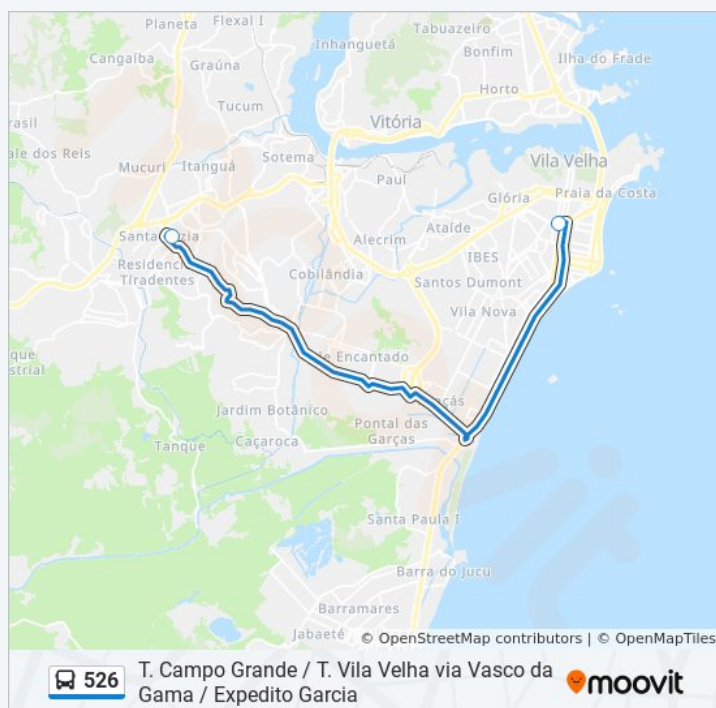 Planeta
Flexal I
Tabuazeiro
Cangaíba
Graúna
Inhanguetá
Bonfim
Ilha do Frade
Tucum
Horto
rasil
Vitória
ale dos Reis
Mucuri
Itanguá
Sotema
Vila Velha
Paul
Praia da Costa
Glória
Santa
zia
Ataíde
Alecrim
Residenc
Tiradentes
IBES
Cobilândia
Santos Dumont
Vila Nova
que
strial
e Encantado
Jardim Botânico
çás
Pontal das
Garças
Caçaroca
Tanque
Santa Paula I
Barra do Jucu
Barramares
Jabaeté
© OpenStreetMap contributors | © OpenMapTiles
526
T. Campo Grande / T. Vila Velha via Vasco da
Gama / Expedito Garcia
moovit